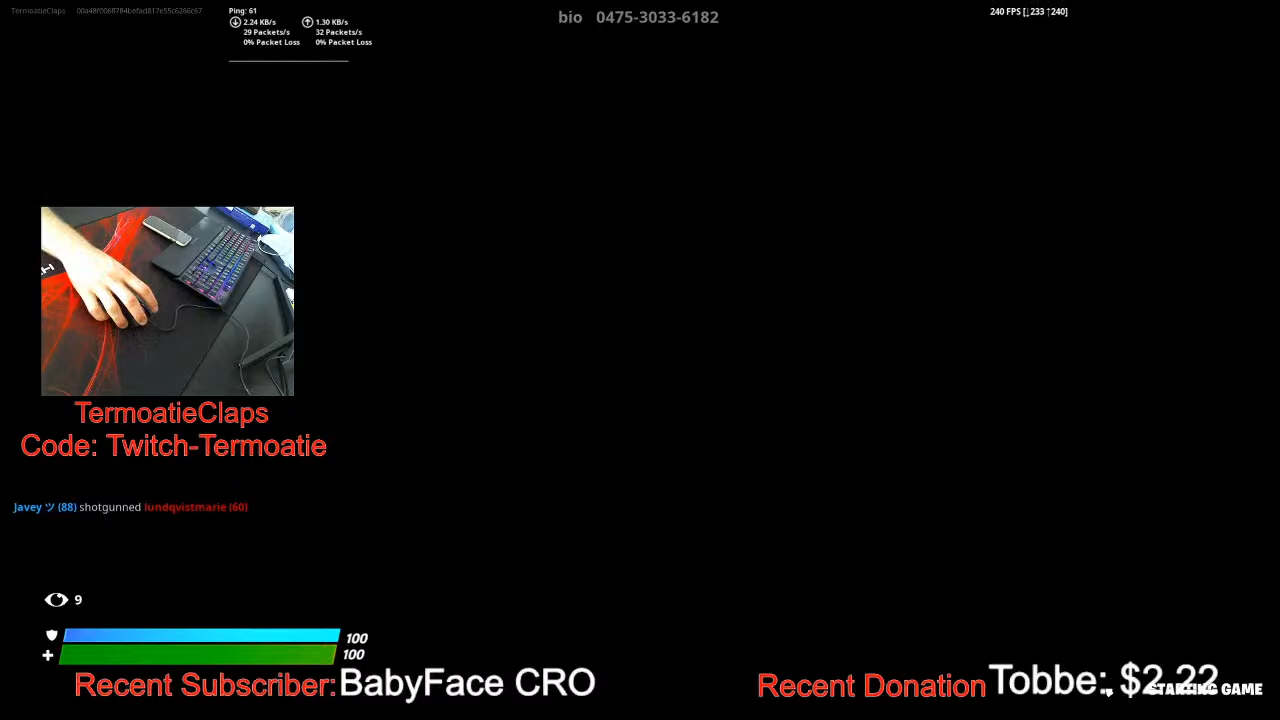 TermoatieClaps
Ping: 61
2.24 KB/s 1.30 KB/s
29 Packets/s 32 Packets/s
0% Packet Loss 0% Packet Loss
bio 0475-3033-6182
240 FPS [↓233 ↑240]
TermoatieClaps
Code: Twitch-Termoatie
Javey ツ (88) shotgunned lundqvistmarie (60)
9
100
100
Recent Subscriber: BabyFace CRO
Recent Donation Tobbe: $2.22
STARTING GAME